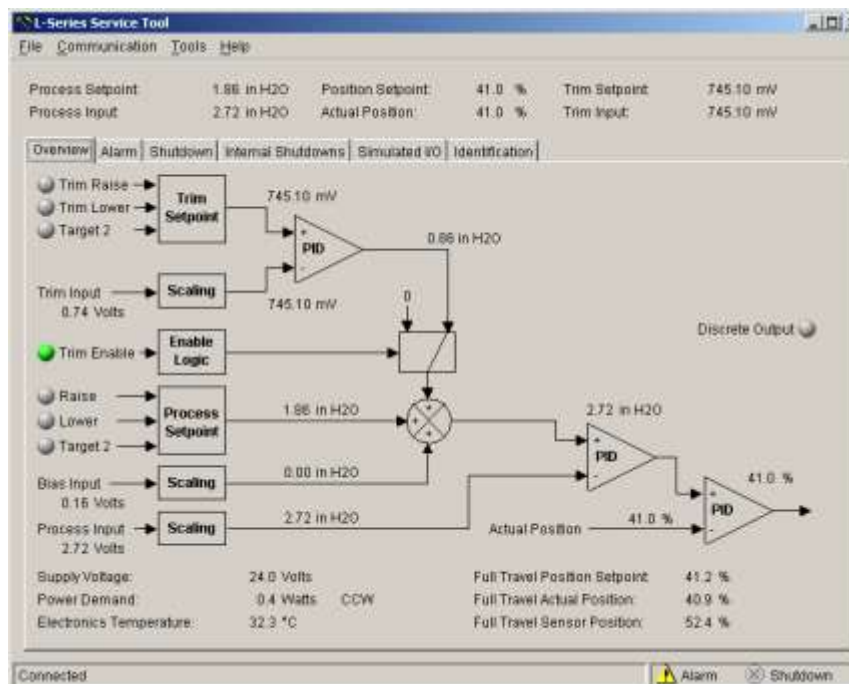 L-Series Service Tool
File Communication Tools Help
Process Setpoint: 1.86 in H2O Position Setpoint: 41.0 % Trim Setpoint: 745.10 mV
Process Input: 2.72 in H2O Actual Position: 41.0 % Trim Input: 745.10 mV
Overview Alarm Shutdown Internal Shutdowns Simulated I/O Identification
Trim Raise
Trim Lower
Target 2
Trim Setpoint
745.10 mV
+
PID
-
0.86 in H2O
Trim Input
0.74 Volts
Scaling
745.10 mV
0
Discrete Output
Trim Enable
Enable Logic
Raise
Lower
Target 2
Process Setpoint
1.86 in H2O
+
+
+
2.72 in H2O
+
PID
-
Bias Input
0.16 Volts
Scaling
0.00 in H2O
41.0 %
+
PID
-
Process Input
2.72 Volts
Scaling
2.72 in H2O
Actual Position
41.0 %
Supply Voltage: 24.0 Volts Full Travel Position Setpoint: 41.2 %
Power Demand: 0.4 Watts CCW Full Travel Actual Position: 40.9 %
Electronics Temperature: 32.3 °C Full Travel Sensor Position: 52.4 %
Connected Alarm Shutdown